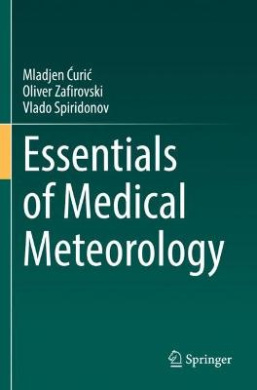 Mladjen Ćurić
Oliver Zafirovski
Vlado Spiridonov
Essentials
of Medical
Meteorology
Springer